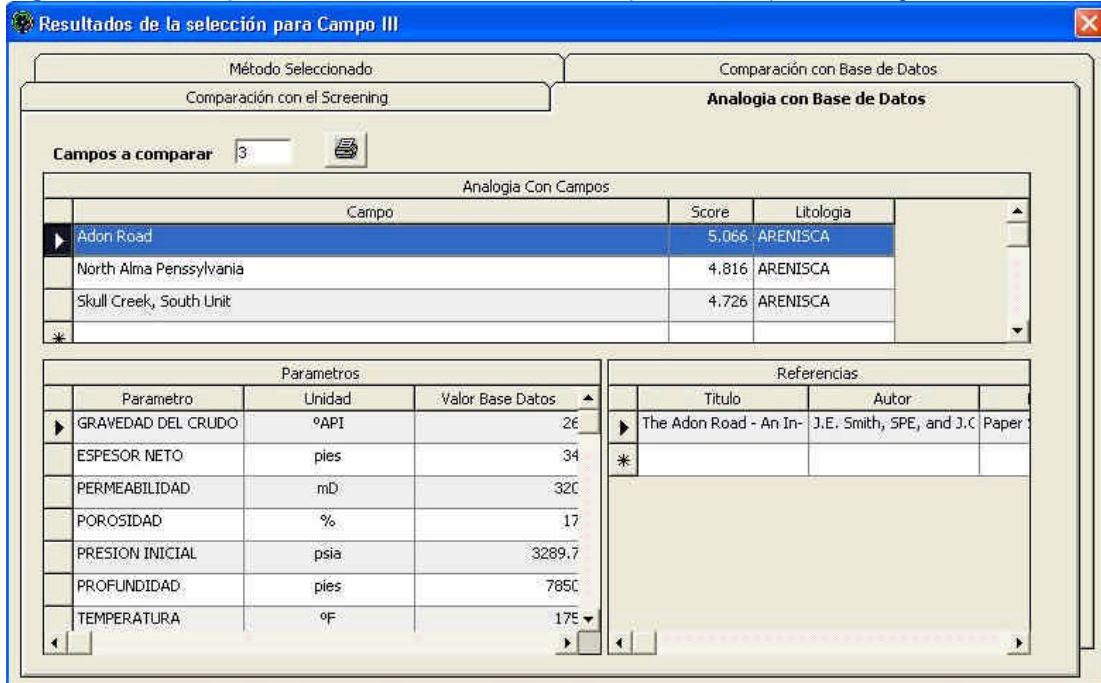 Resultados de la selección para Campo III
Método Seleccionado Comparación con Base de Datos
Comparación con el Screening Analogia con Base de Datos
Campos a comparar 3
Analogia Con Campos
Campo Score Litologia
Adon Road 5.066 ARENISCA
North Alma Penssylvania 4.816 ARENISCA
Skull Creek, South Unit 4.726 ARENISCA
Parametros
Parametro Unidad Valor Base Datos
GRAVEDAD DEL CRUDO ºAPI 26
ESPESOR NETO pies 34
PERMEABILIDAD mD 320
POROSIDAD % 17
PRESION INICIAL psia 3289.7
PROFUNDIDAD pies 7850
TEMPERATURA ºF 175
Referencias
Titulo Autor
The Adon Road - An In- J.E. Smith, SPE, and J.C Paper